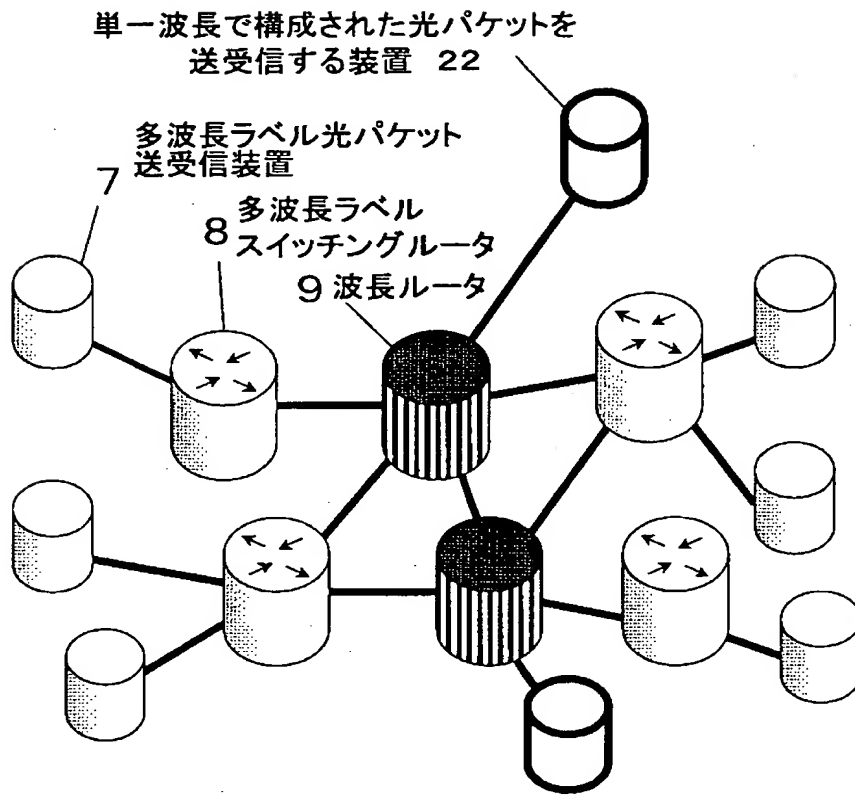 単一波長で構成された光パケットを
送受信する装置 22
多波長ラベル光パケット
7 送受信装置
多波長ラベル
8 スイッチングルータ
9 波長ルータ